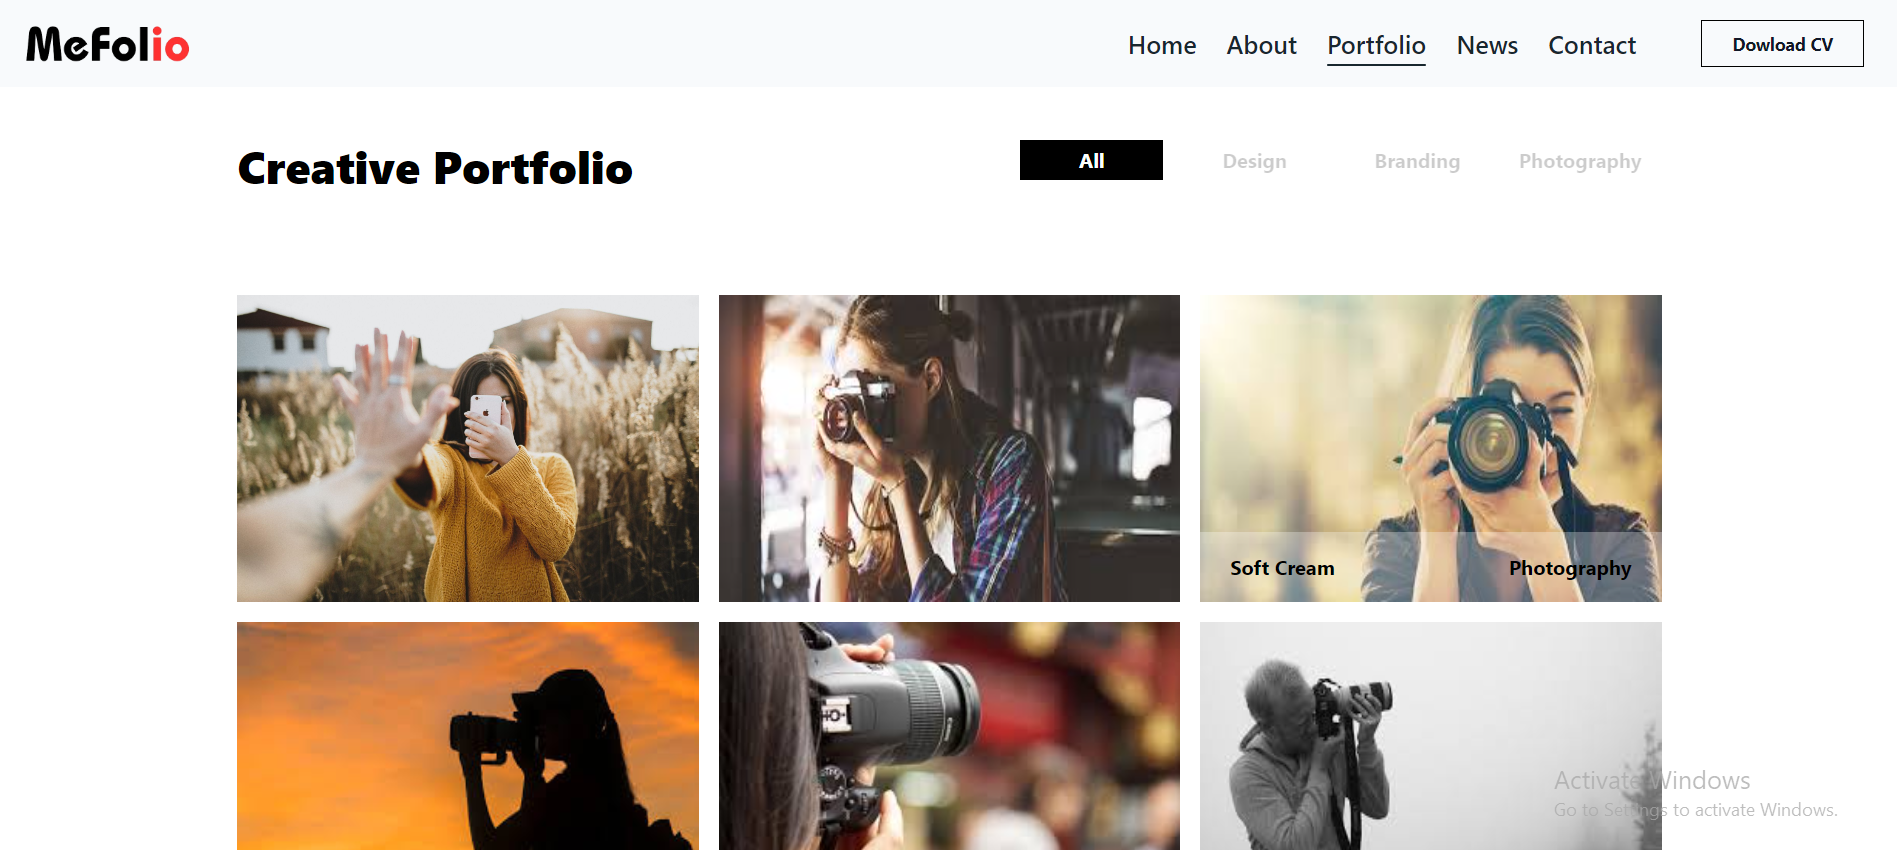 MeFolio
Home About Portfolio News Contact Dowload CV
Creative Portfolio
All Design Branding Photography
Soft Cream Photography
Activate Windows
Go to Settings to activate Windows.